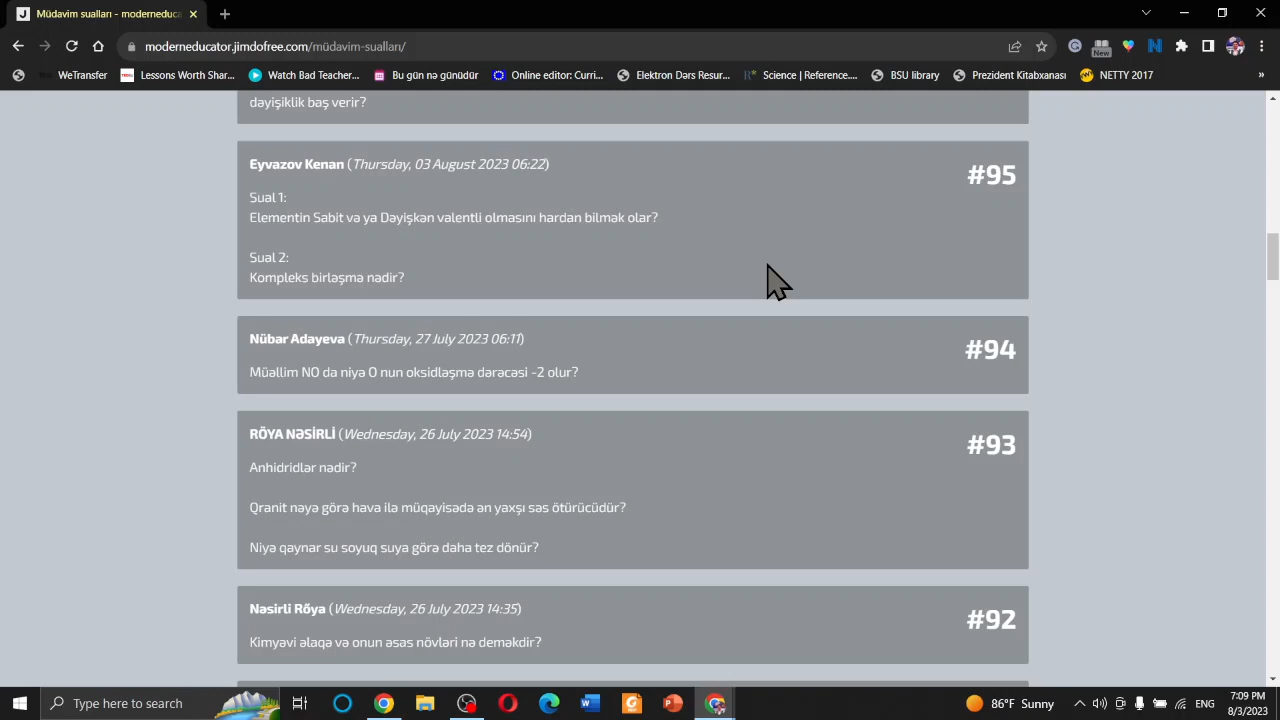 Müdavim sualları - moderneduca
moderneducator.jimdofree.com/müdavim-sualları/
New
WeTransfer
Lessons Worth Shar...
Watch Bad Teacher...
Bu gün nə günüdür
Online editor: Curri...
Elektron Dərs Resur...
Science | Reference....
BSU library
Prezident Kitabxanası
NETTY 2017
»
dəyişiklik baş verir?
Eyvazov Kenan (Thursday, 03 August 2023 06:22)
#95
Sual 1:
Elementin Sabit və ya Dəyişkən valentli olmasını hardan bilmək olar?
Sual 2:
Kompleks birləşmə nədir?
Nübar Adayeva (Thursday, 27 July 2023 06:11)
#94
Müəllim NO da niyə O nun oksidləşmə dərəcəsi -2 olur?
RÖYA NƏSİRLİ (Wednesday, 26 July 2023 14:54)
#93
Anhidridlər nədir?
Qranit nəyə görə hava ilə müqayisədə ən yaxşı səs ötürücüdür?
Niyə qaynar su soyuq suya görə daha tez dönür?
Nəsirli Röya (Wednesday, 26 July 2023 14:35)
#92
Kimyəvi əlaqə və onun əsas növləri nə deməkdir?
Type here to search
86°F Sunny
ENG
7:09 PM
8/3/2023